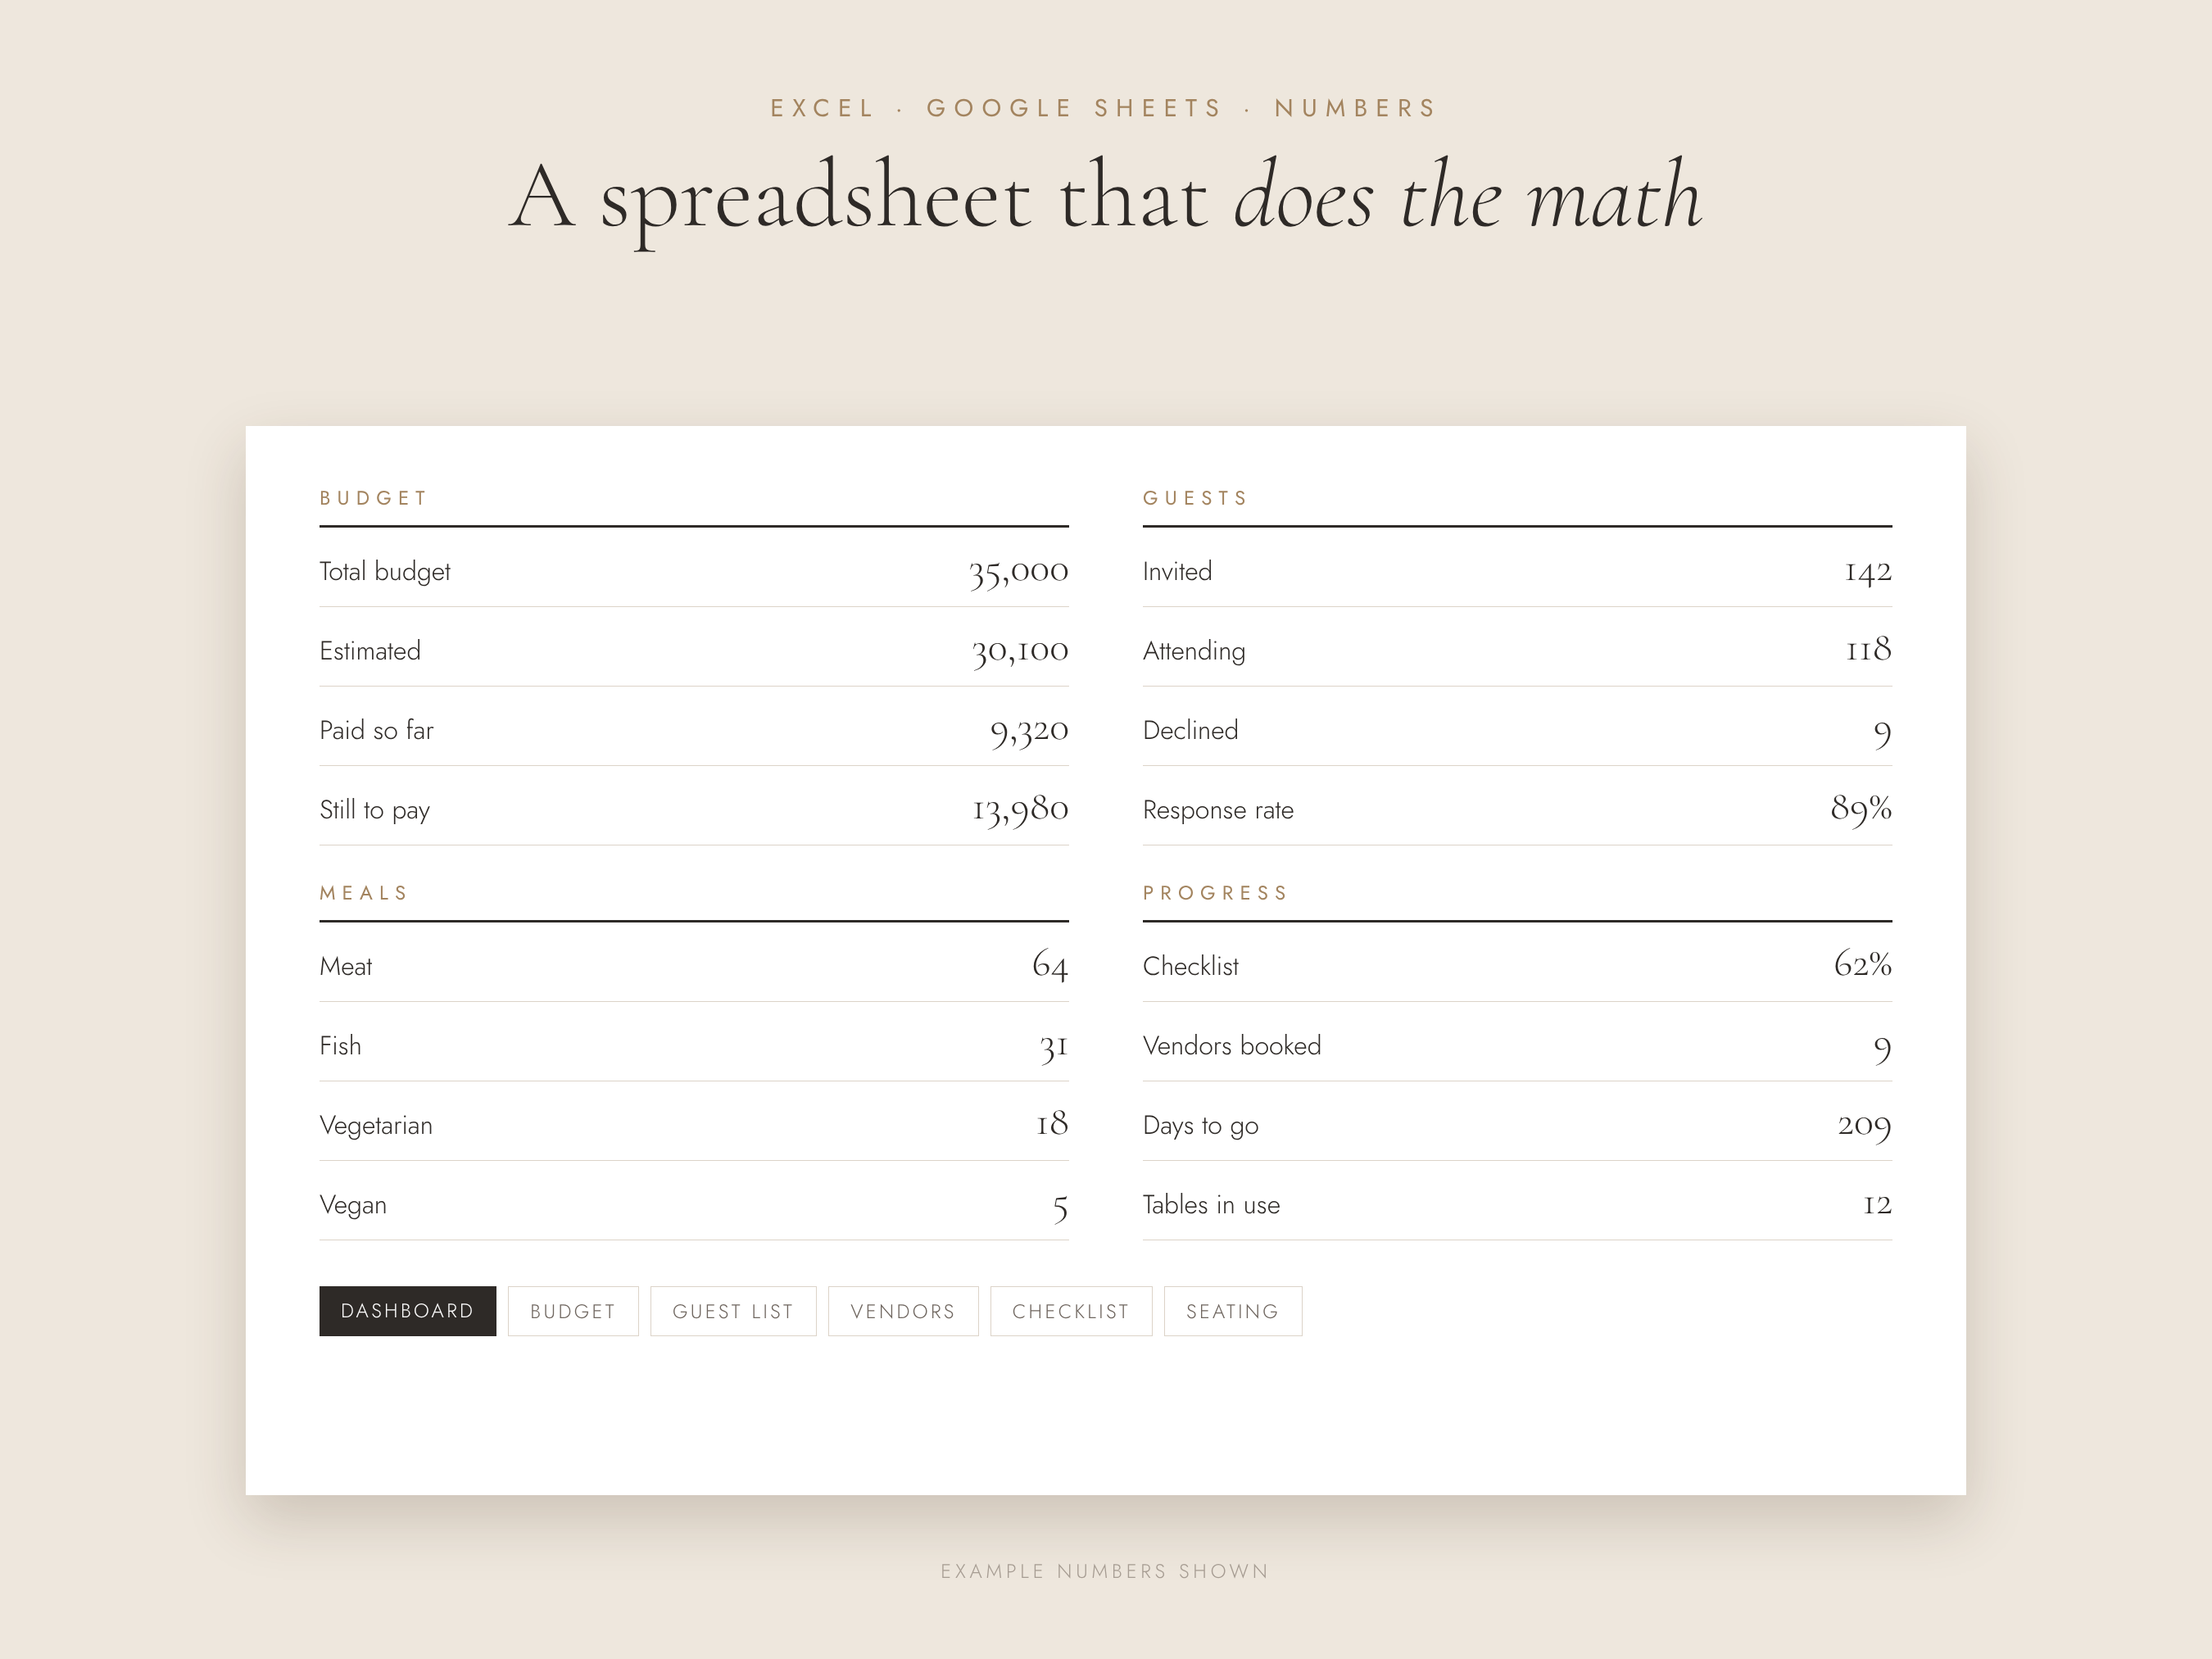 EXCEL · GOOGLE SHEETS · NUMBERS
A spreadsheet that does the math
BUDGET
Total budget 35,000
Estimated 30,100
Paid so far 9,320
Still to pay 13,980
GUESTS
Invited 142
Attending 118
Declined 9
Response rate 89%
MEALS
Meat 64
Fish 31
Vegetarian 18
Vegan 5
PROGRESS
Checklist 62%
Vendors booked 9
Days to go 209
Tables in use 12
DASHBOARD BUDGET GUEST LIST VENDORS CHECKLIST SEATING
EXAMPLE NUMBERS SHOWN